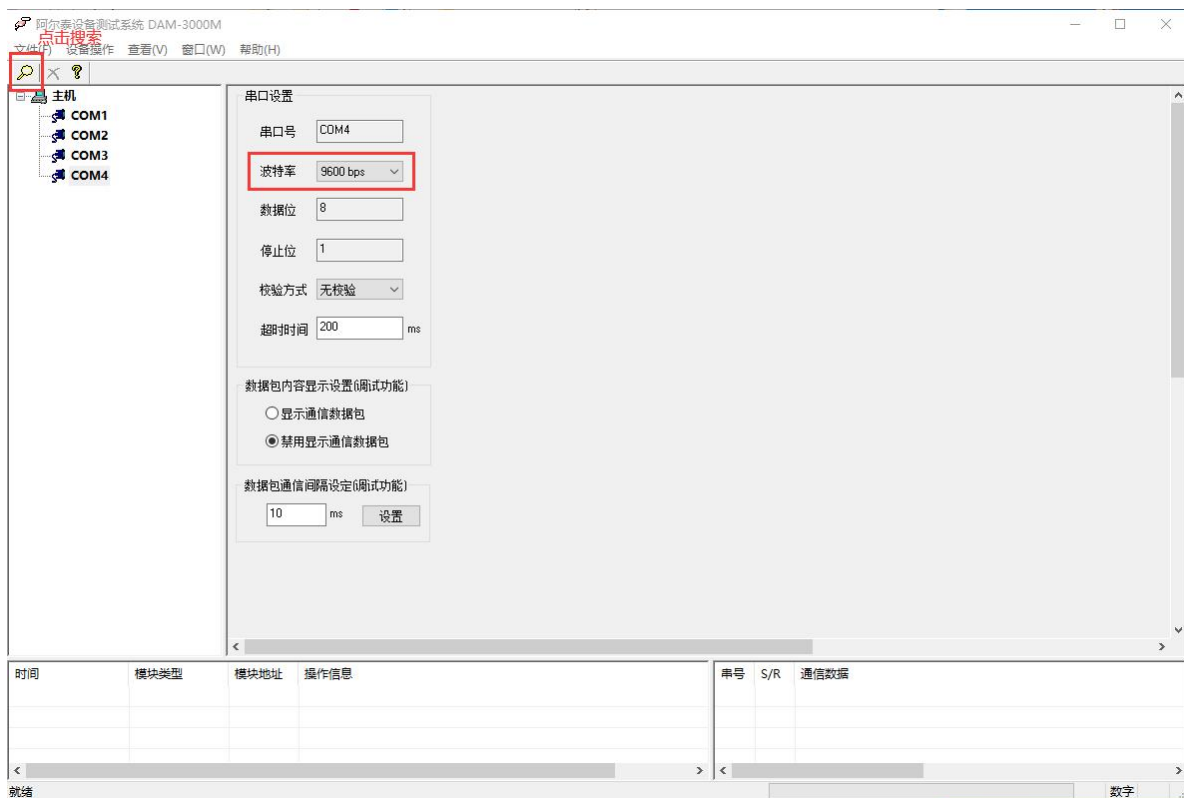 阿尔泰设备测试系统 DAM-3000M
点击搜索
文件(F) 设备操作 查看(V) 窗口(W) 帮助(H)
主机
COM1
COM2
COM3
COM4
串口设置
串口号 COM4
波特率 9600 bps
数据位 8
停止位 1
校验方式 无校验
超时时间 200 ms
数据包内容显示设置(调试功能)
显示通信数据包
禁用显示通信数据包
数据包通信间隔设定(调试功能)
10 ms 设置
时间 模块类型 模块地址 操作信息 串号 S/R 通信数据
就绪 数字